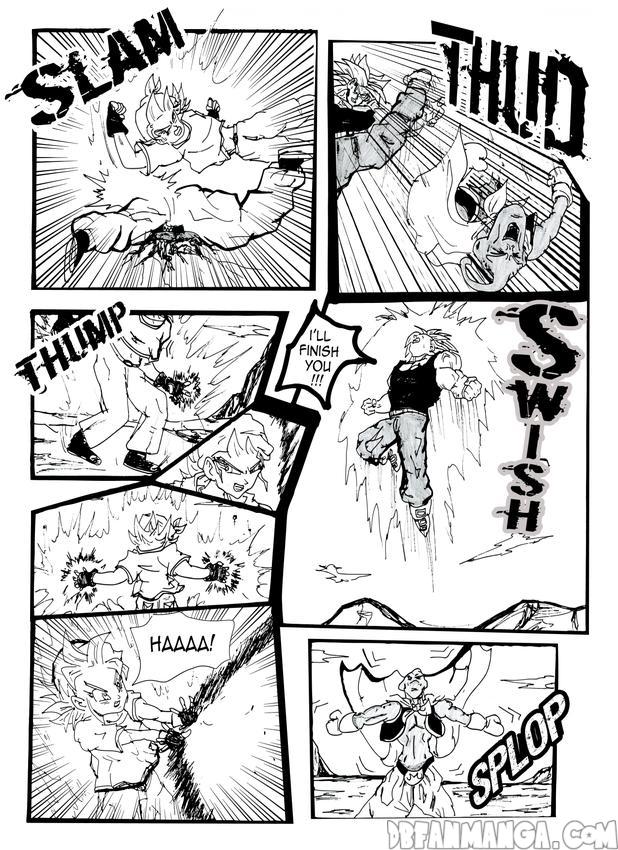 SLAM
THUD
THUMP
I'LL
FINISH
YOU
!!!
SWISH
HAAAA!
SPLOP
DBFANMANGA.COM